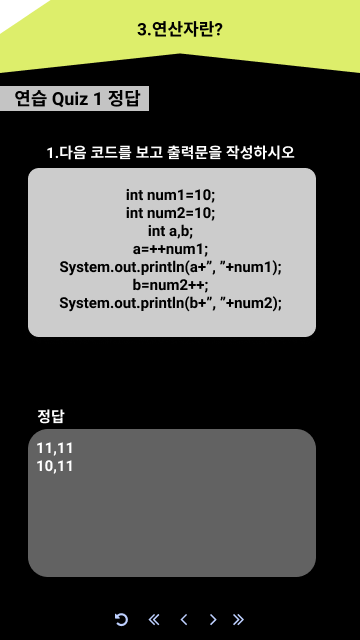 3.연산자란?
연습 Quiz 1 정답
1.다음 코드를 보고 출력문을 작성하시오
int num1=10;
int num2=10;
int a,b;
a=++num1;
System.out.println(a+”, ”+num1);
b=num2++;
System.out.println(b+”, ”+num2);
정답
11,11
10,11